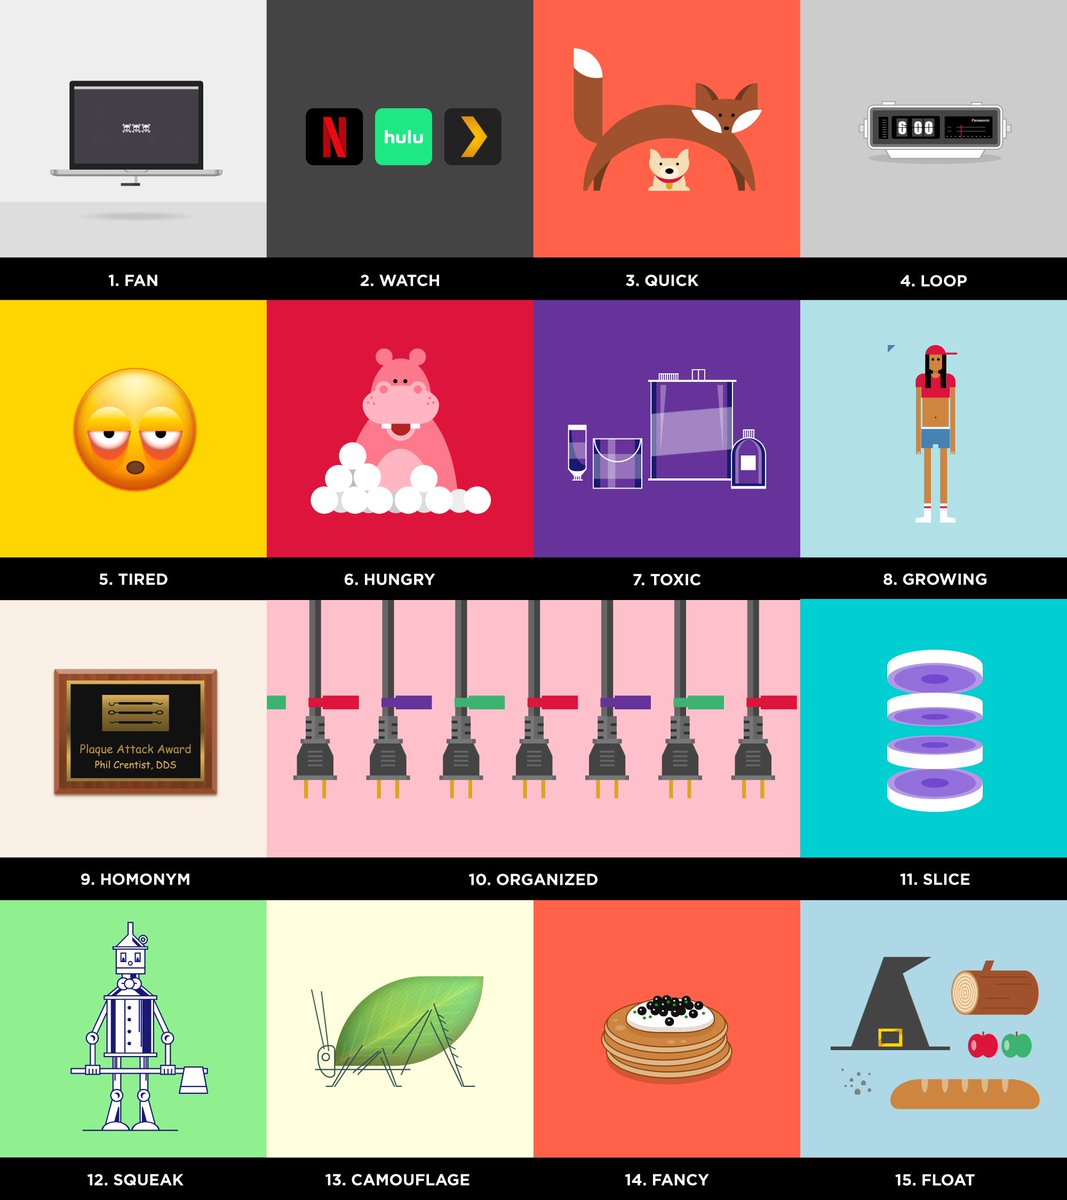 N
hulu
6 00
Panasonic
1. FAN
2. WATCH
3. QUICK
4. LOOP
5. TIRED
6. HUNGRY
7. TOXIC
8. GROWING
Plaque Attack Award
Phil Crentist, DDS
9. HOMONYM
10. ORGANIZED
11. SLICE
12. SQUEAK
13. CAMOUFLAGE
14. FANCY
15. FLOAT